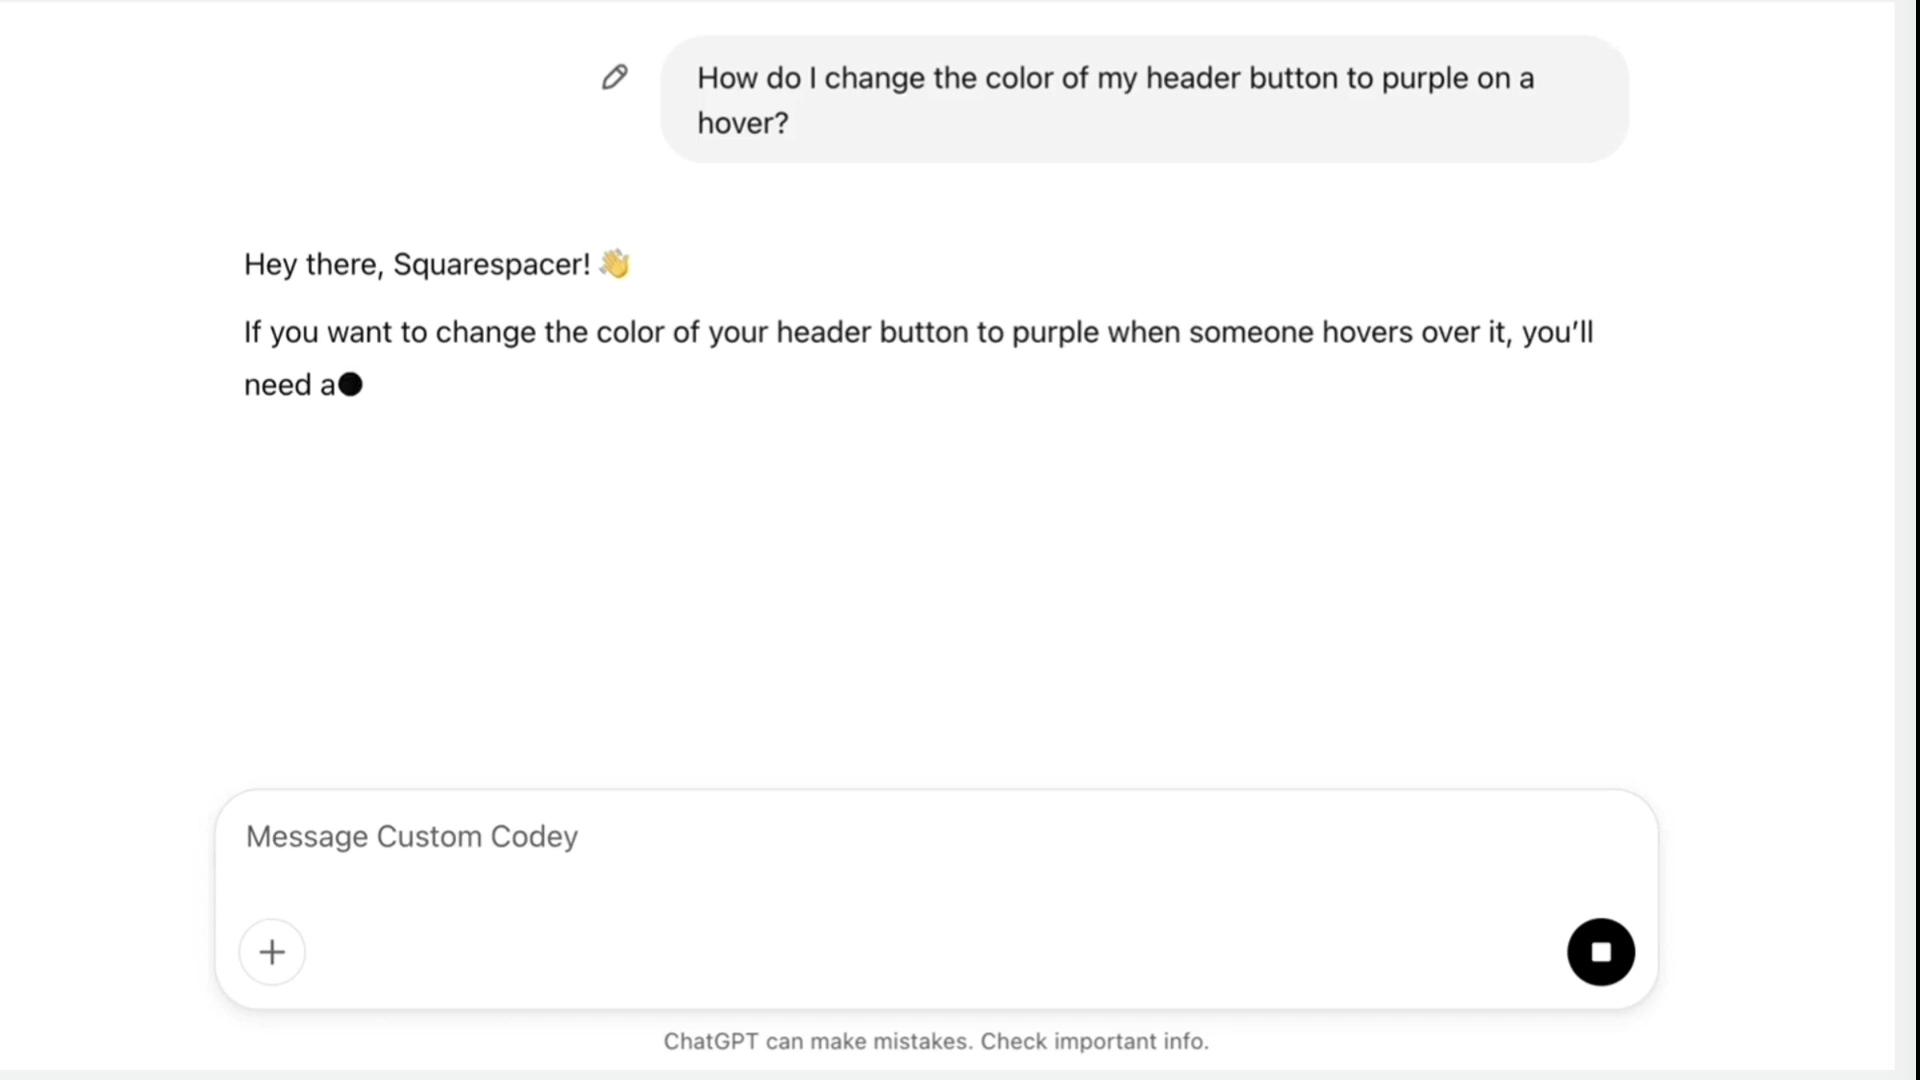 How do I change the color of my header button to purple on a
hover?
Hey there, Squarespacer! 👋
If you want to change the color of your header button to purple when someone hovers over it, you’ll
need a
Message Custom Codey
ChatGPT can make mistakes. Check important info.